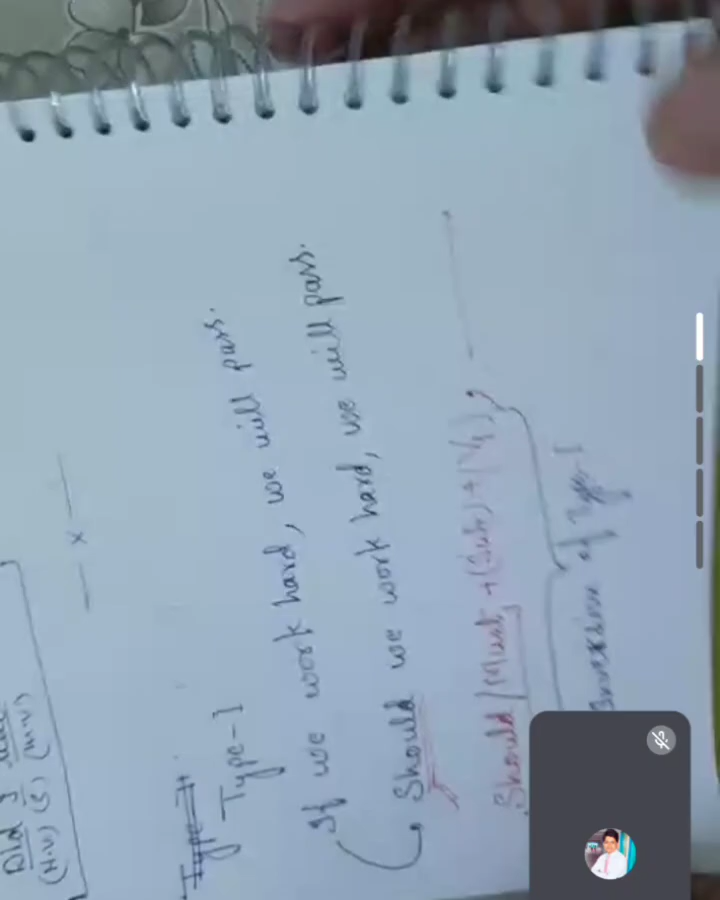 Did I
(H.V) (S) (M.V)
— x —
Type-I
Type-1
If we work hard, we will pass.
Should we work hard, we will pass.
Should/Must + (Sub) + (V1),
Inversion of Type-I